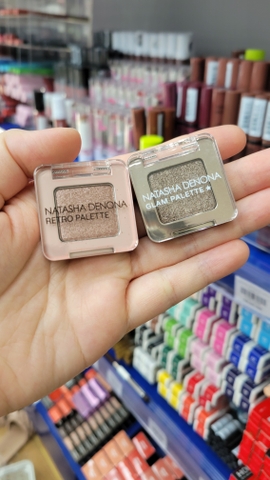 NATASHA DENONA
RETRO PALETTE
NATASHA DENONA
GLAM PALETTE★